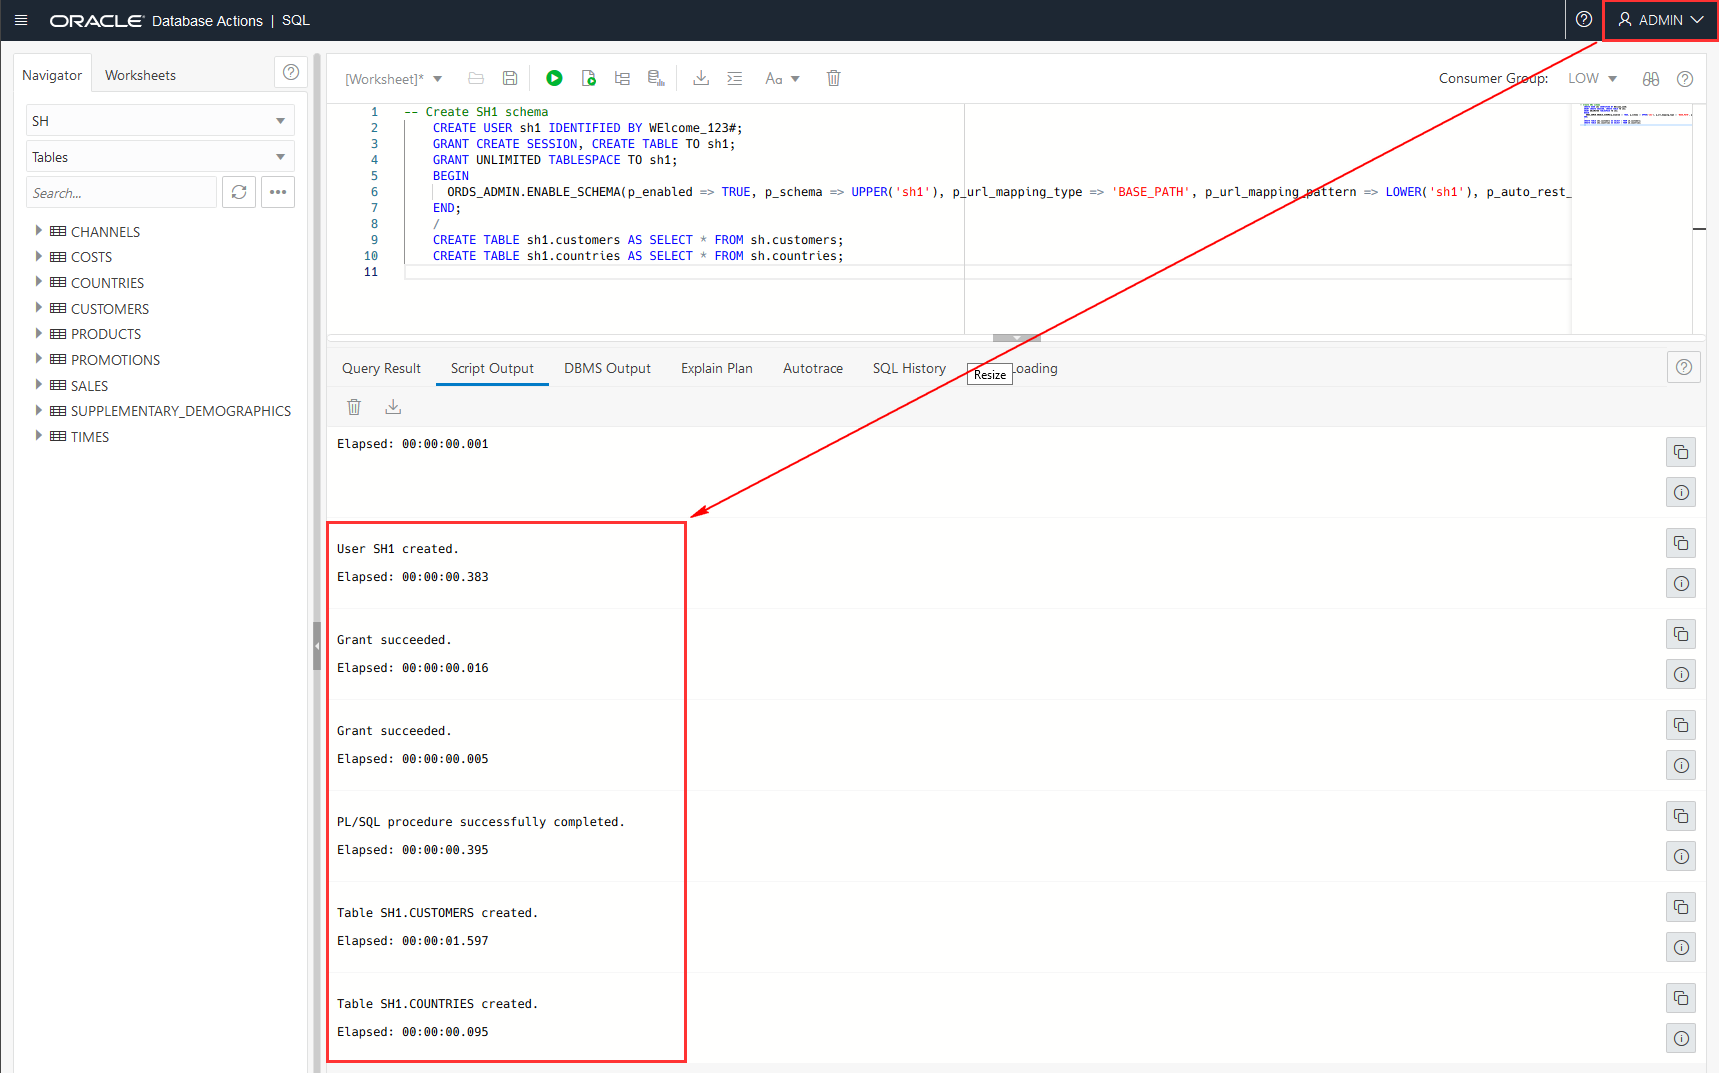 ORACLE Database Actions | SQL
ADMIN
Navigator
Worksheets
SH
Tables
Search...
CHANNELS
COSTS
COUNTRIES
CUSTOMERS
PRODUCTS
PROMOTIONS
SALES
SUPPLEMENTARY_DEMOGRAPHICS
TIMES
[Worksheet]*
Aa
Consumer Group: LOW
1 -- Create SH1 schema
2 CREATE USER sh1 IDENTIFIED BY WElcome_123#;
3 GRANT CREATE SESSION, CREATE TABLE TO sh1;
4 GRANT UNLIMITED TABLESPACE TO sh1;
5 BEGIN
6 ORDS_ADMIN.ENABLE_SCHEMA(p_enabled => TRUE, p_schema => UPPER('sh1'), p_url_mapping_type => 'BASE_PATH', p_url_mapping_pattern => LOWER('sh1'), p_auto_rest_
7 END;
8 /
9 CREATE TABLE sh1.customers AS SELECT * FROM sh.customers;
10 CREATE TABLE sh1.countries AS SELECT * FROM sh.countries;
11
Query Result
Script Output
DBMS Output
Explain Plan
Autotrace
SQL History
Resize
Loading
Elapsed: 00:00:00.001
User SH1 created.
Elapsed: 00:00:00.383
Grant succeeded.
Elapsed: 00:00:00.016
Grant succeeded.
Elapsed: 00:00:00.005
PL/SQL procedure successfully completed.
Elapsed: 00:00:00.395
Table SH1.CUSTOMERS created.
Elapsed: 00:00:01.597
Table SH1.COUNTRIES created.
Elapsed: 00:00:00.095